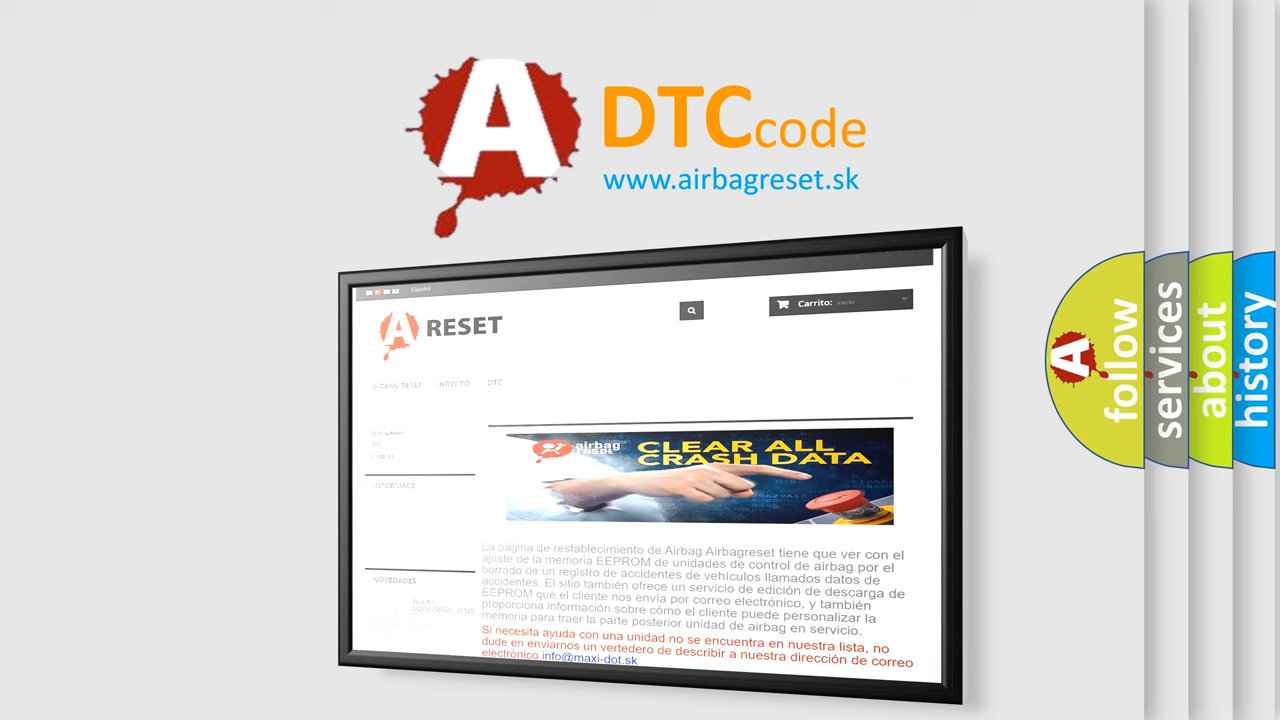 A DTC code
www.airbagreset.sk
Español
A RESET
Carrito: vacío
AIRBAG RESET HOW TO DTC
INFORMACE
NOVEDADES
airbag
reset
CLEAR ALL
CRASH DATA
La página de restablecimiento de Airbag Airbagreset tiene que ver con el
ajuste de la memoria EEPROM de unidades de control de airbag por el
borrado de un registro de accidentes de vehículos llamados datos de
accidentes. El sitio también ofrece un servicio de edición de descarga de
EEPROM que el cliente nos envía por correo electrónico, y también
proporciona información sobre cómo el cliente puede personalizar la
memoria para traer la parte posterior unidad de airbag en servicio.
Si necesita ayuda con una unidad no se encuentra en nuestra lista, no
dude en enviarnos un vertedero de describir a nuestra dirección de correo
electrónico info@maxi-dot.sk
A follow
services
about
history